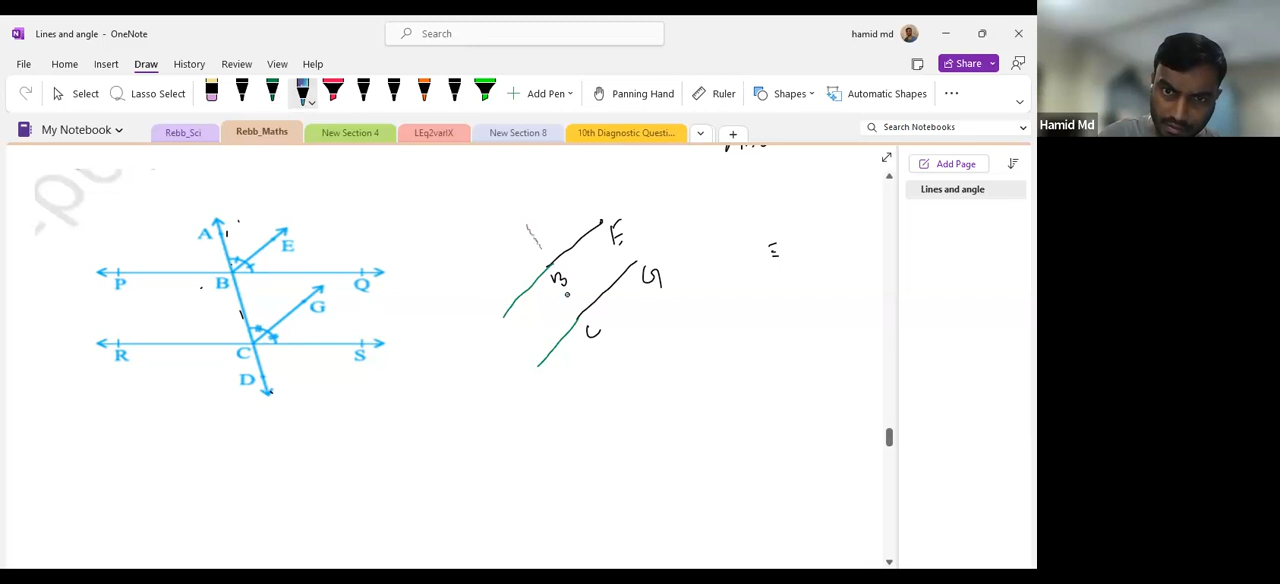 Lines and angle - OneNote
Search
hamid md
File Home Insert Draw History Review View Help
Share
Select Lasso Select Add Pen Panning Hand Ruler Shapes Automatic Shapes
My Notebook
Rebb_Sci Rebb_Maths New Section 4 LEq2varIX New Section 8 10th Diagnostic Questi...
Search Notebooks
Add Page
Lines and angle
Hamid Md
A E
P B Q
G
R C S
D
E
B G
C